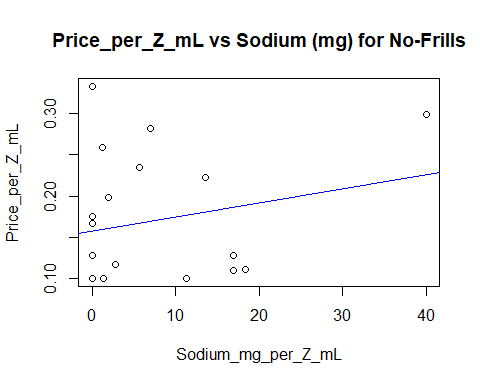 Price_per_Z_mL vs Sodium (mg) for No-Frills
Price_per_Z_mL
0.30
0.20
0.10
0 10 20 30 40
Sodium_mg_per_Z_mL